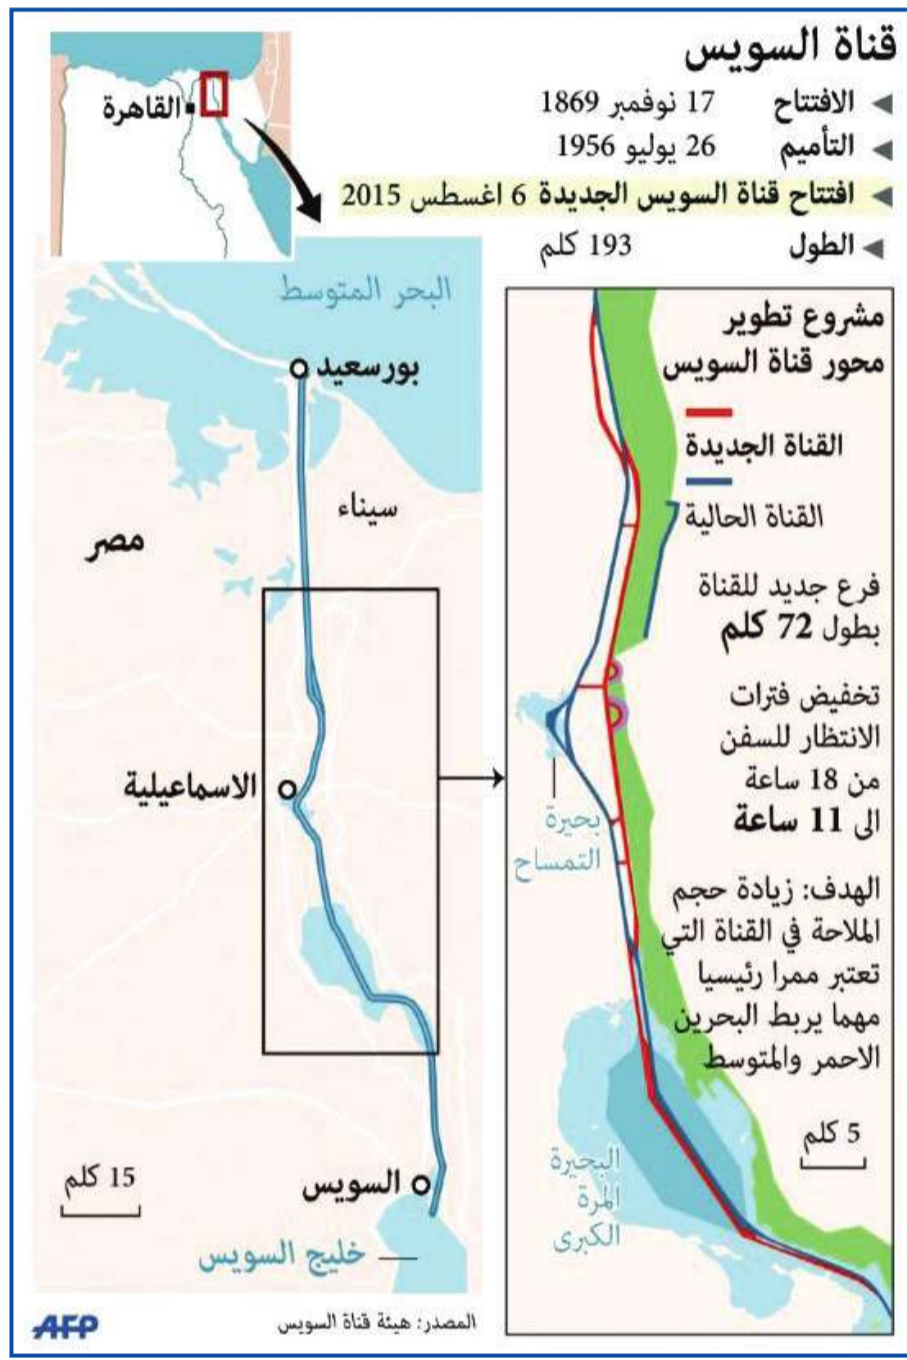 قناة السويس
الافتتاح 17 نوفمبر 1869
التأميم 26 يوليو 1956
افتتاح قناة السويس الجديدة 6 اغسطس 2015
الطول 193 كلم
القاهرة
البحر المتوسط
بورسعيد
سيناء
مصر
الاسماعيلية
السويس
خليج السويس
15 كلم
مشروع تطوير
محور قناة السويس
القناة الجديدة
القناة الحالية
فرع جديد للقناة
بطول 72 كلم
تخفيض فترات
الانتظار للسفن
من 18 ساعة
الى 11 ساعة
الهدف: زيادة حجم
الملاحة في القناة التي
تعتبر ممرا رئيسيا
مهما يربط البحرين
الاحمر والمتوسط
5 كلم
بحيرة
التمساح
البحيرة
المرة
الكبرى
المصدر: هيئة قناة السويس
AFP